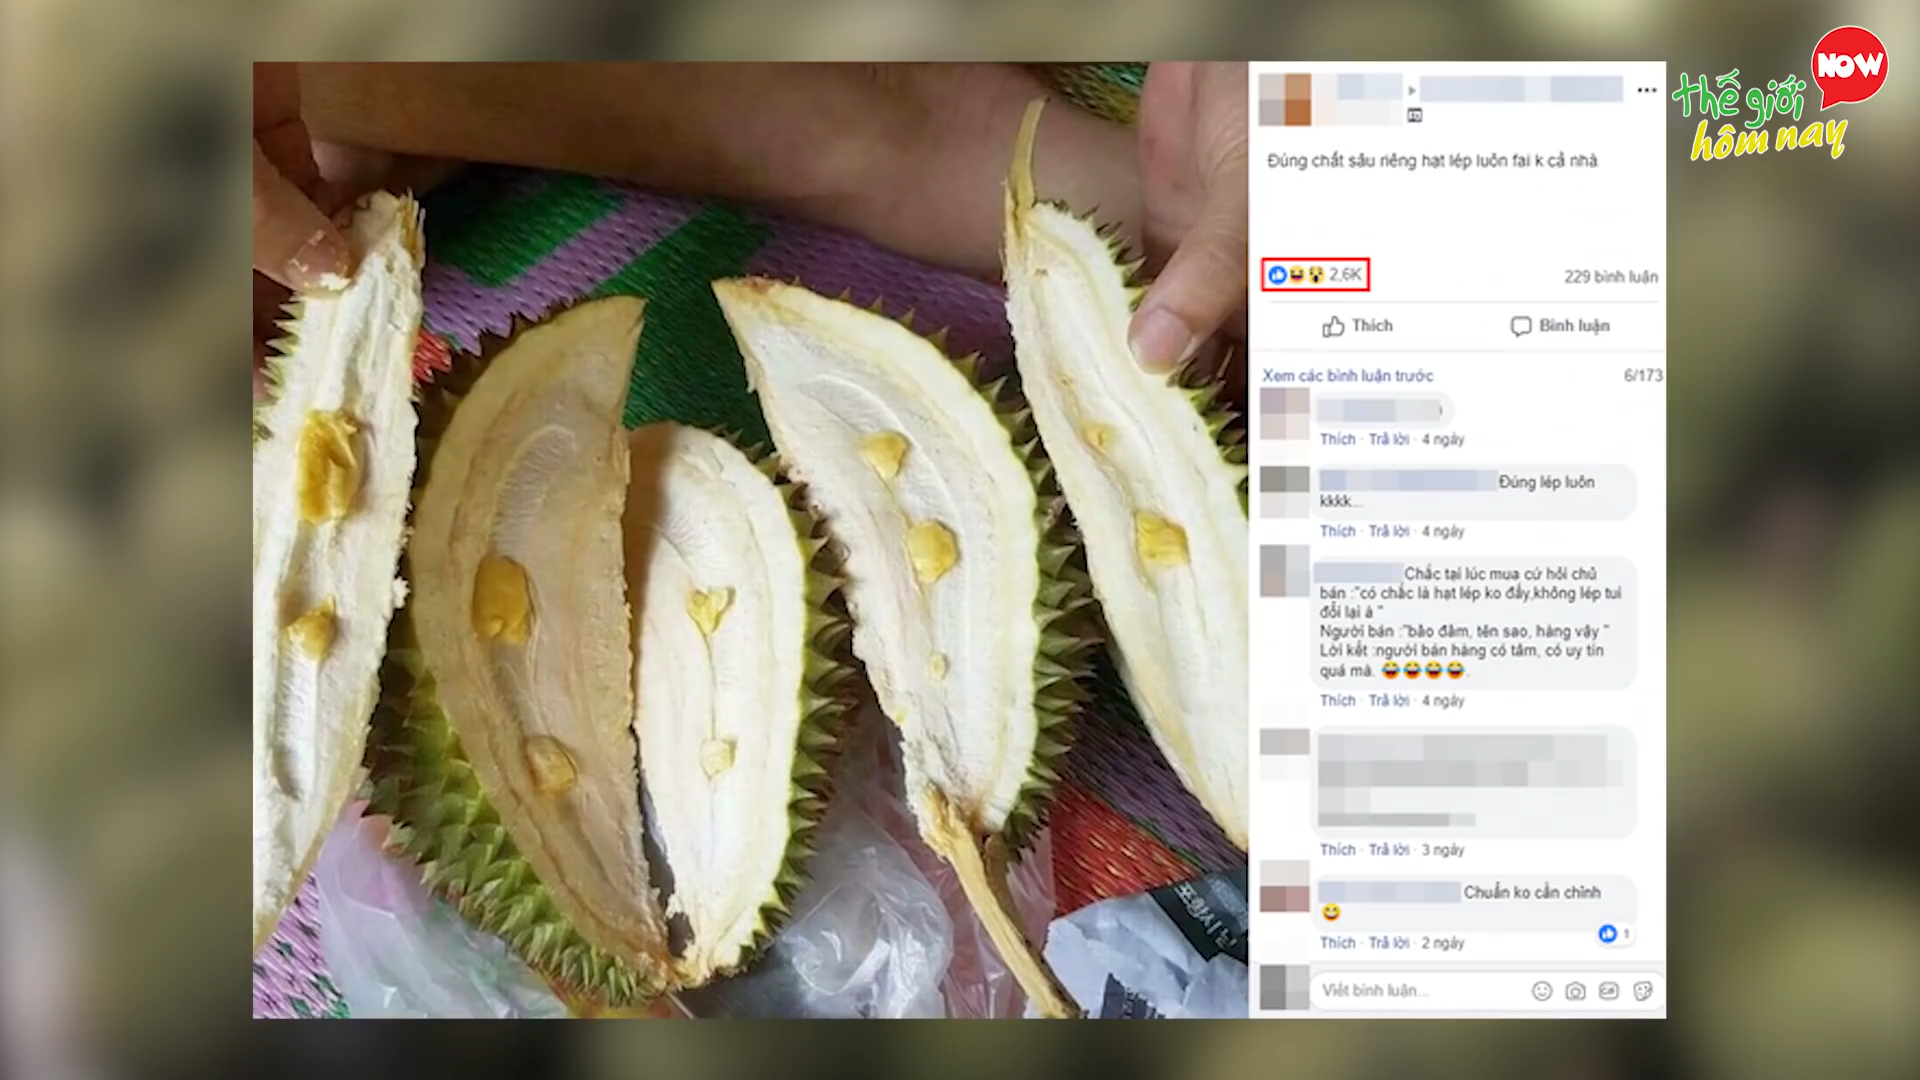 NOW
thế giới
hôm nay
Đúng chất sầu riêng hạt lép luôn fai k cả nhà
2,6K
229 bình luận
Thích
Bình luận
Xem các bình luận trước
6/173
Thích · Trả lời · 4 ngày
Đúng lép luôn
kkkk...
Thích · Trả lời · 4 ngày
Chắc tại lúc mua cứ hỏi chủ
bán :"có chắc là hạt lép ko đấy,không lép tui
đổi lại à "
Người bán :"bảo đảm, tên sao, hàng vậy "
Lời kết :người bán hàng có tâm, có uy tín
quá mà. 😂😂😂😂.
Thích · Trả lời · 4 ngày
Thích · Trả lời · 3 ngày
Chuẩn ko cần chỉnh
😄
1
Thích · Trả lời · 2 ngày
Viết bình luận...
GIF